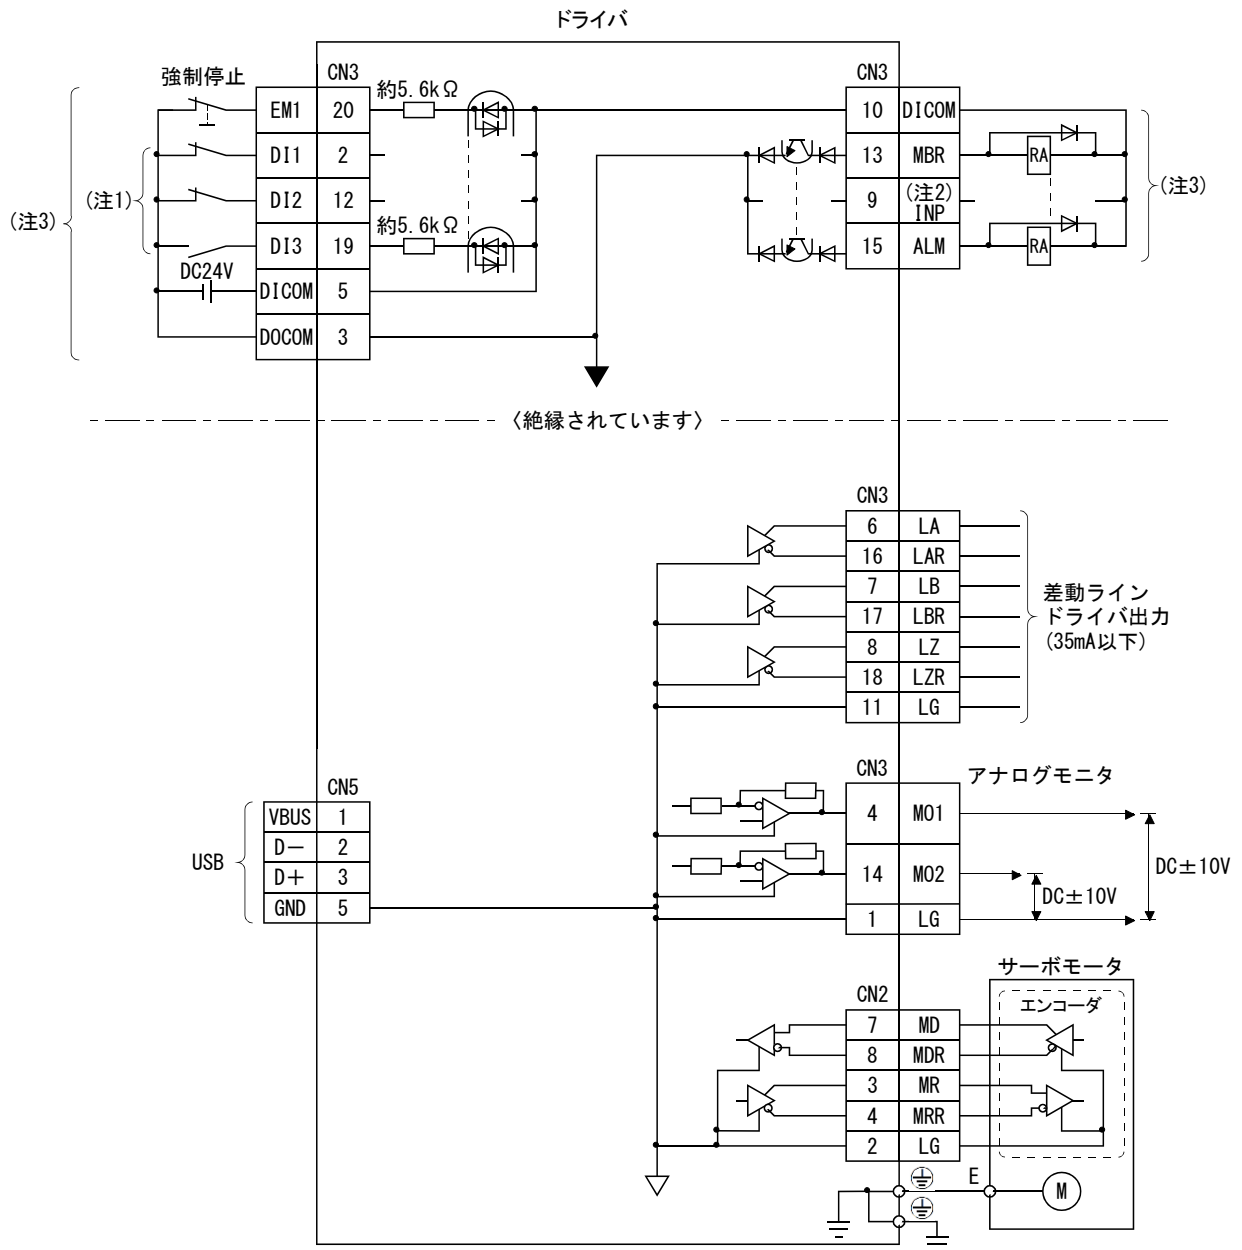 ドライバ
強制停止
CN3
EM1 20
DI1 2
DI2 12
DI3 19
DICOM 5
DOCOM 3
約5.6kΩ
約5.6kΩ
DC24V
(注1)
(注3)
CN3
10 DICOM
13 MBR
9 (注2) INP
15 ALM
RA
RA
(注3)
〈絶縁されています〉
CN3
6 LA
16 LAR
7 LB
17 LBR
8 LZ
18 LZR
11 LG
差動ライン
ドライバ出力
(35mA以下)
CN3
アナログモニタ
4 MO1
14 MO2
1 LG
DC±10V
DC±10V
CN5
VBUS 1
D− 2
D+ 3
GND 5
USB
サーボモータ
エンコーダ
CN2
7 MD
8 MDR
3 MR
4 MRR
2 LG
E
M